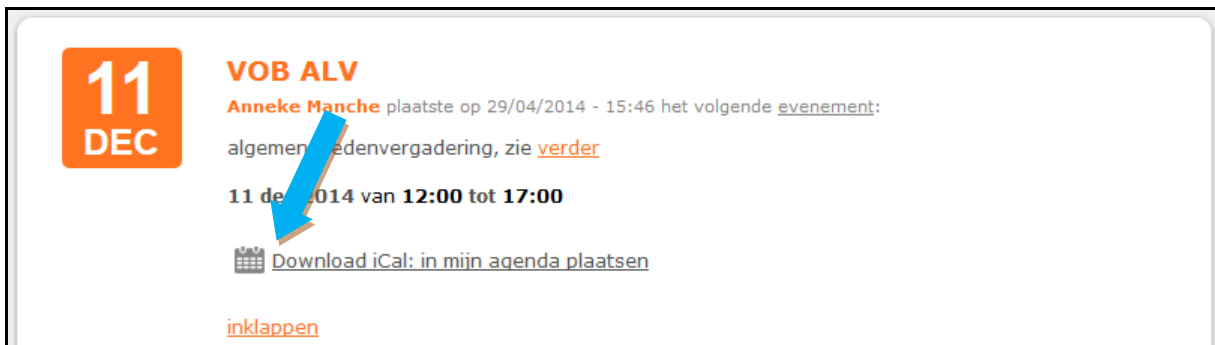 11
DEC
VOB ALV
Anneke Manche plaatste op 29/04/2014 - 15:46 het volgende evenement:
zie verder
11 2014 van 12:00 tot 17:00
Download iCal: in mijn agenda plaatsen
inklappen